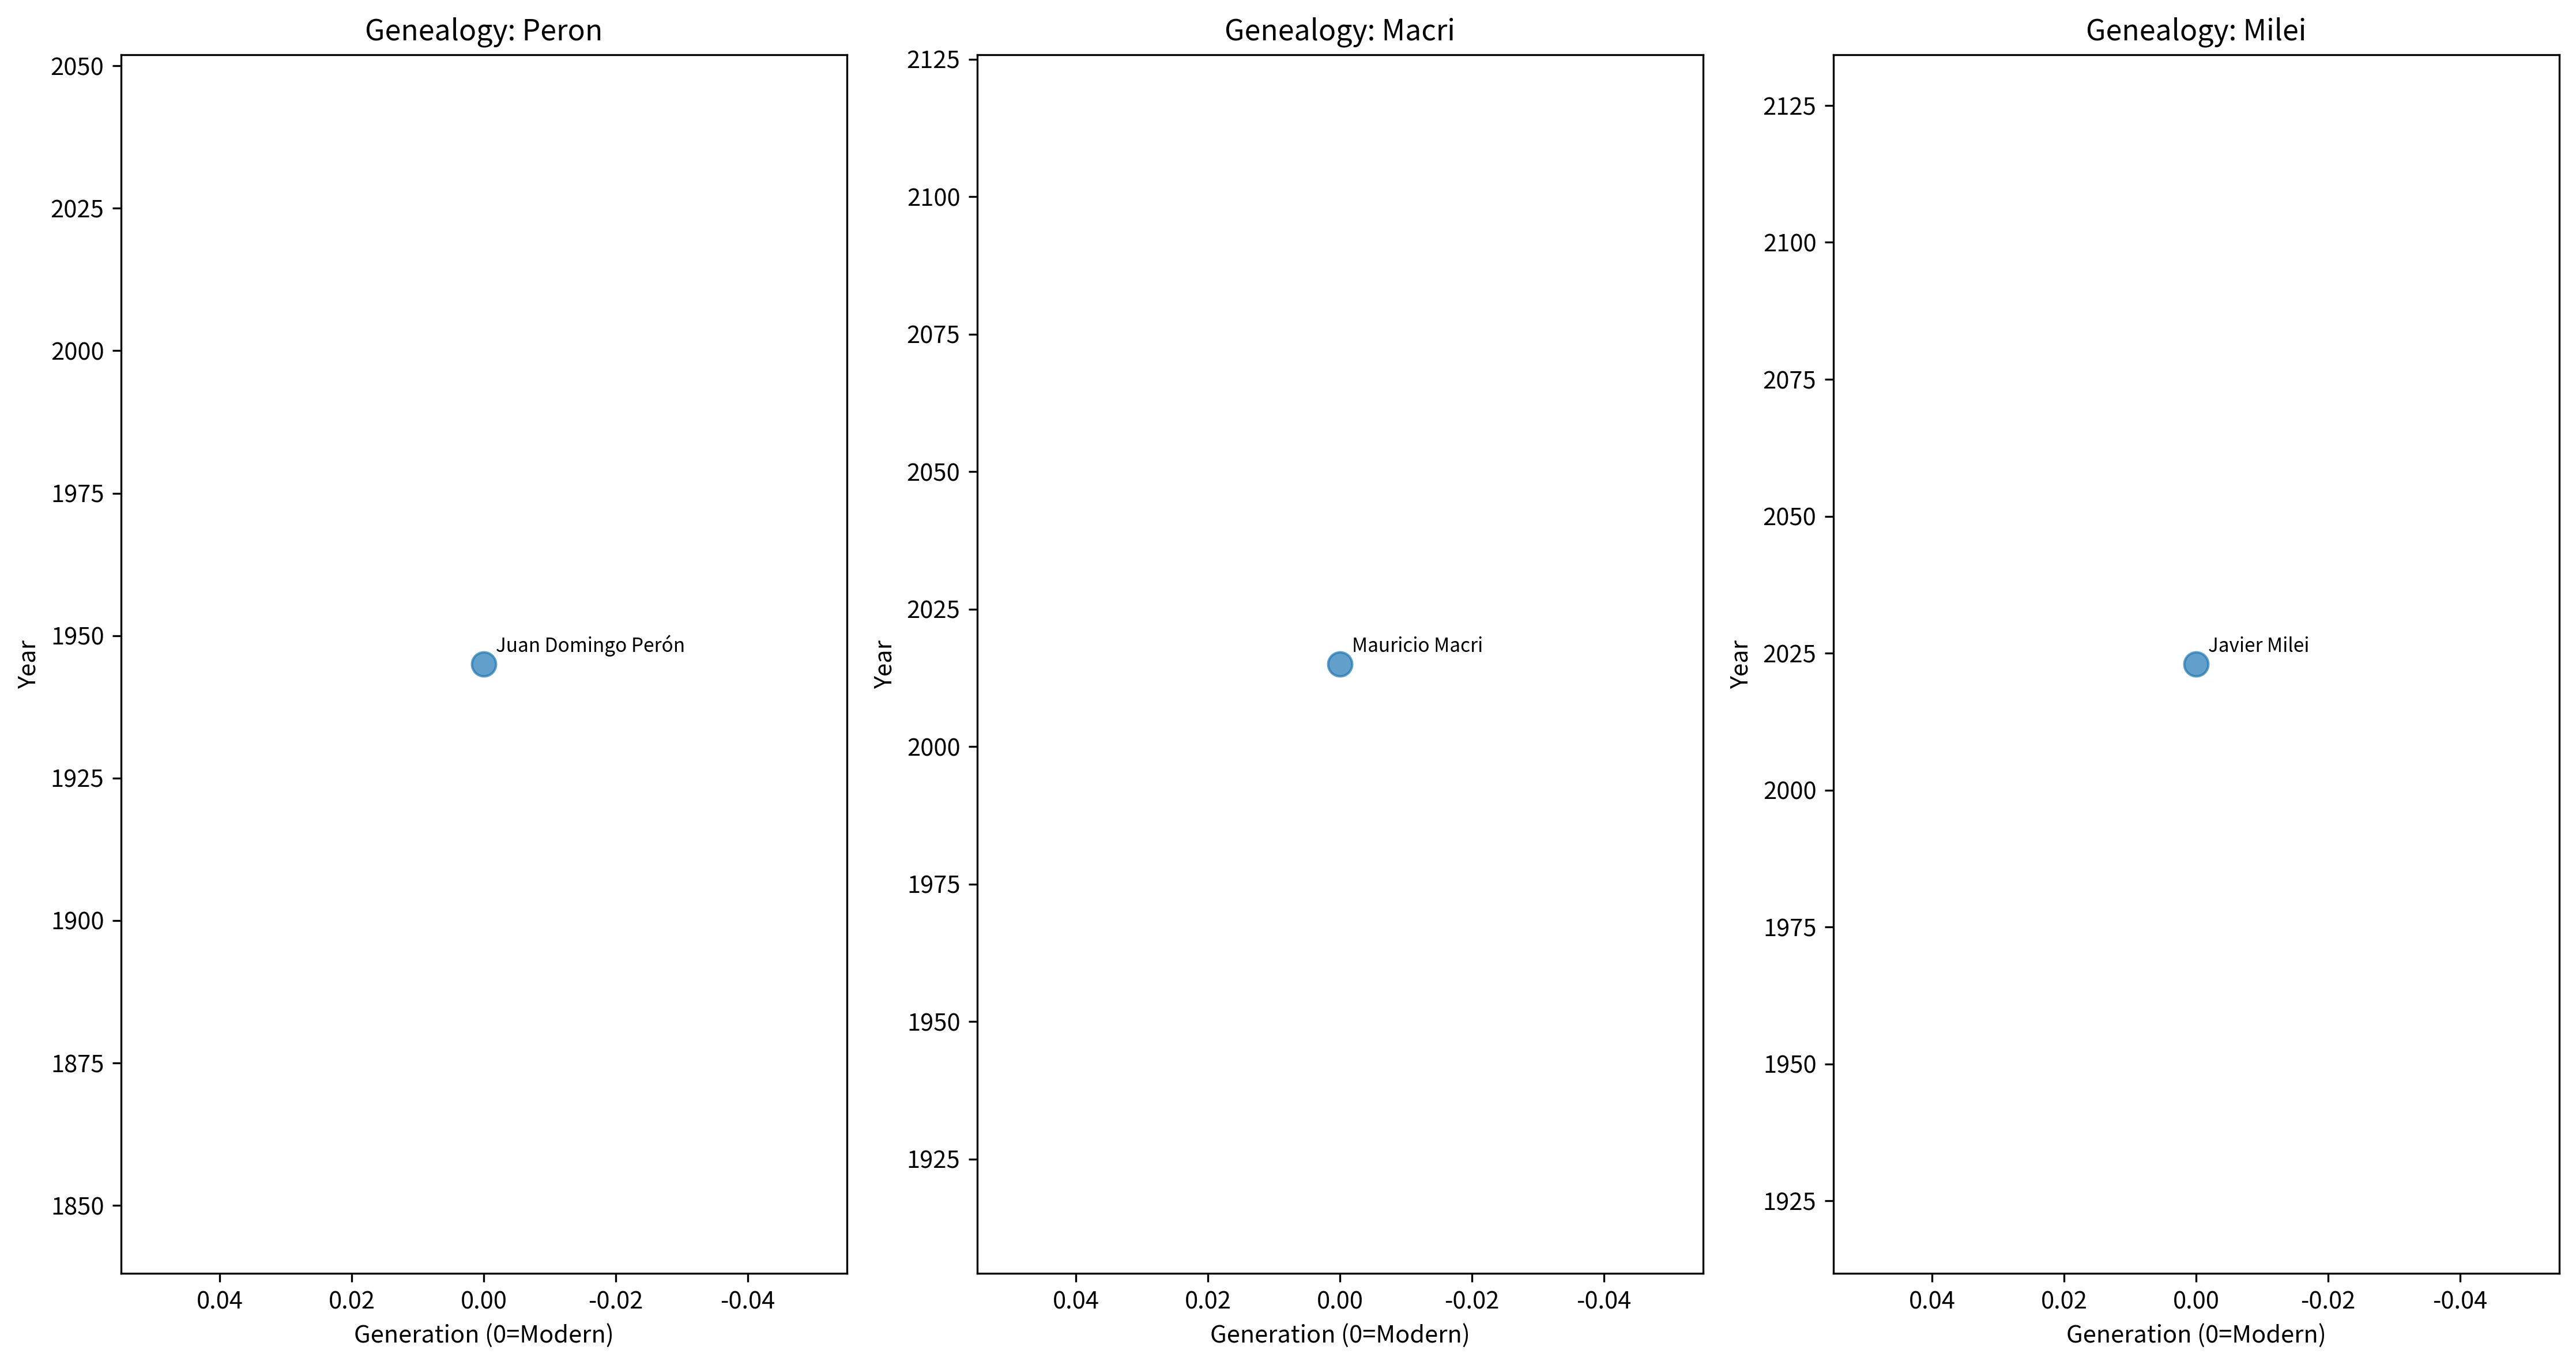 Genealogy: Peron
2050
2025
2000
1975
1950
1925
1900
1875
1850
Year
Juan Domingo Perón
0.04 0.02 0.00 -0.02 -0.04
Generation (0=Modern)
Genealogy: Macri
2125
2100
2075
2050
2025
2000
1975
1950
1925
Year
Mauricio Macri
0.04 0.02 0.00 -0.02 -0.04
Generation (0=Modern)
Genealogy: Milei
2125
2100
2075
2050
2025
2000
1975
1950
1925
Year
Javier Milei
0.04 0.02 0.00 -0.02 -0.04
Generation (0=Modern)